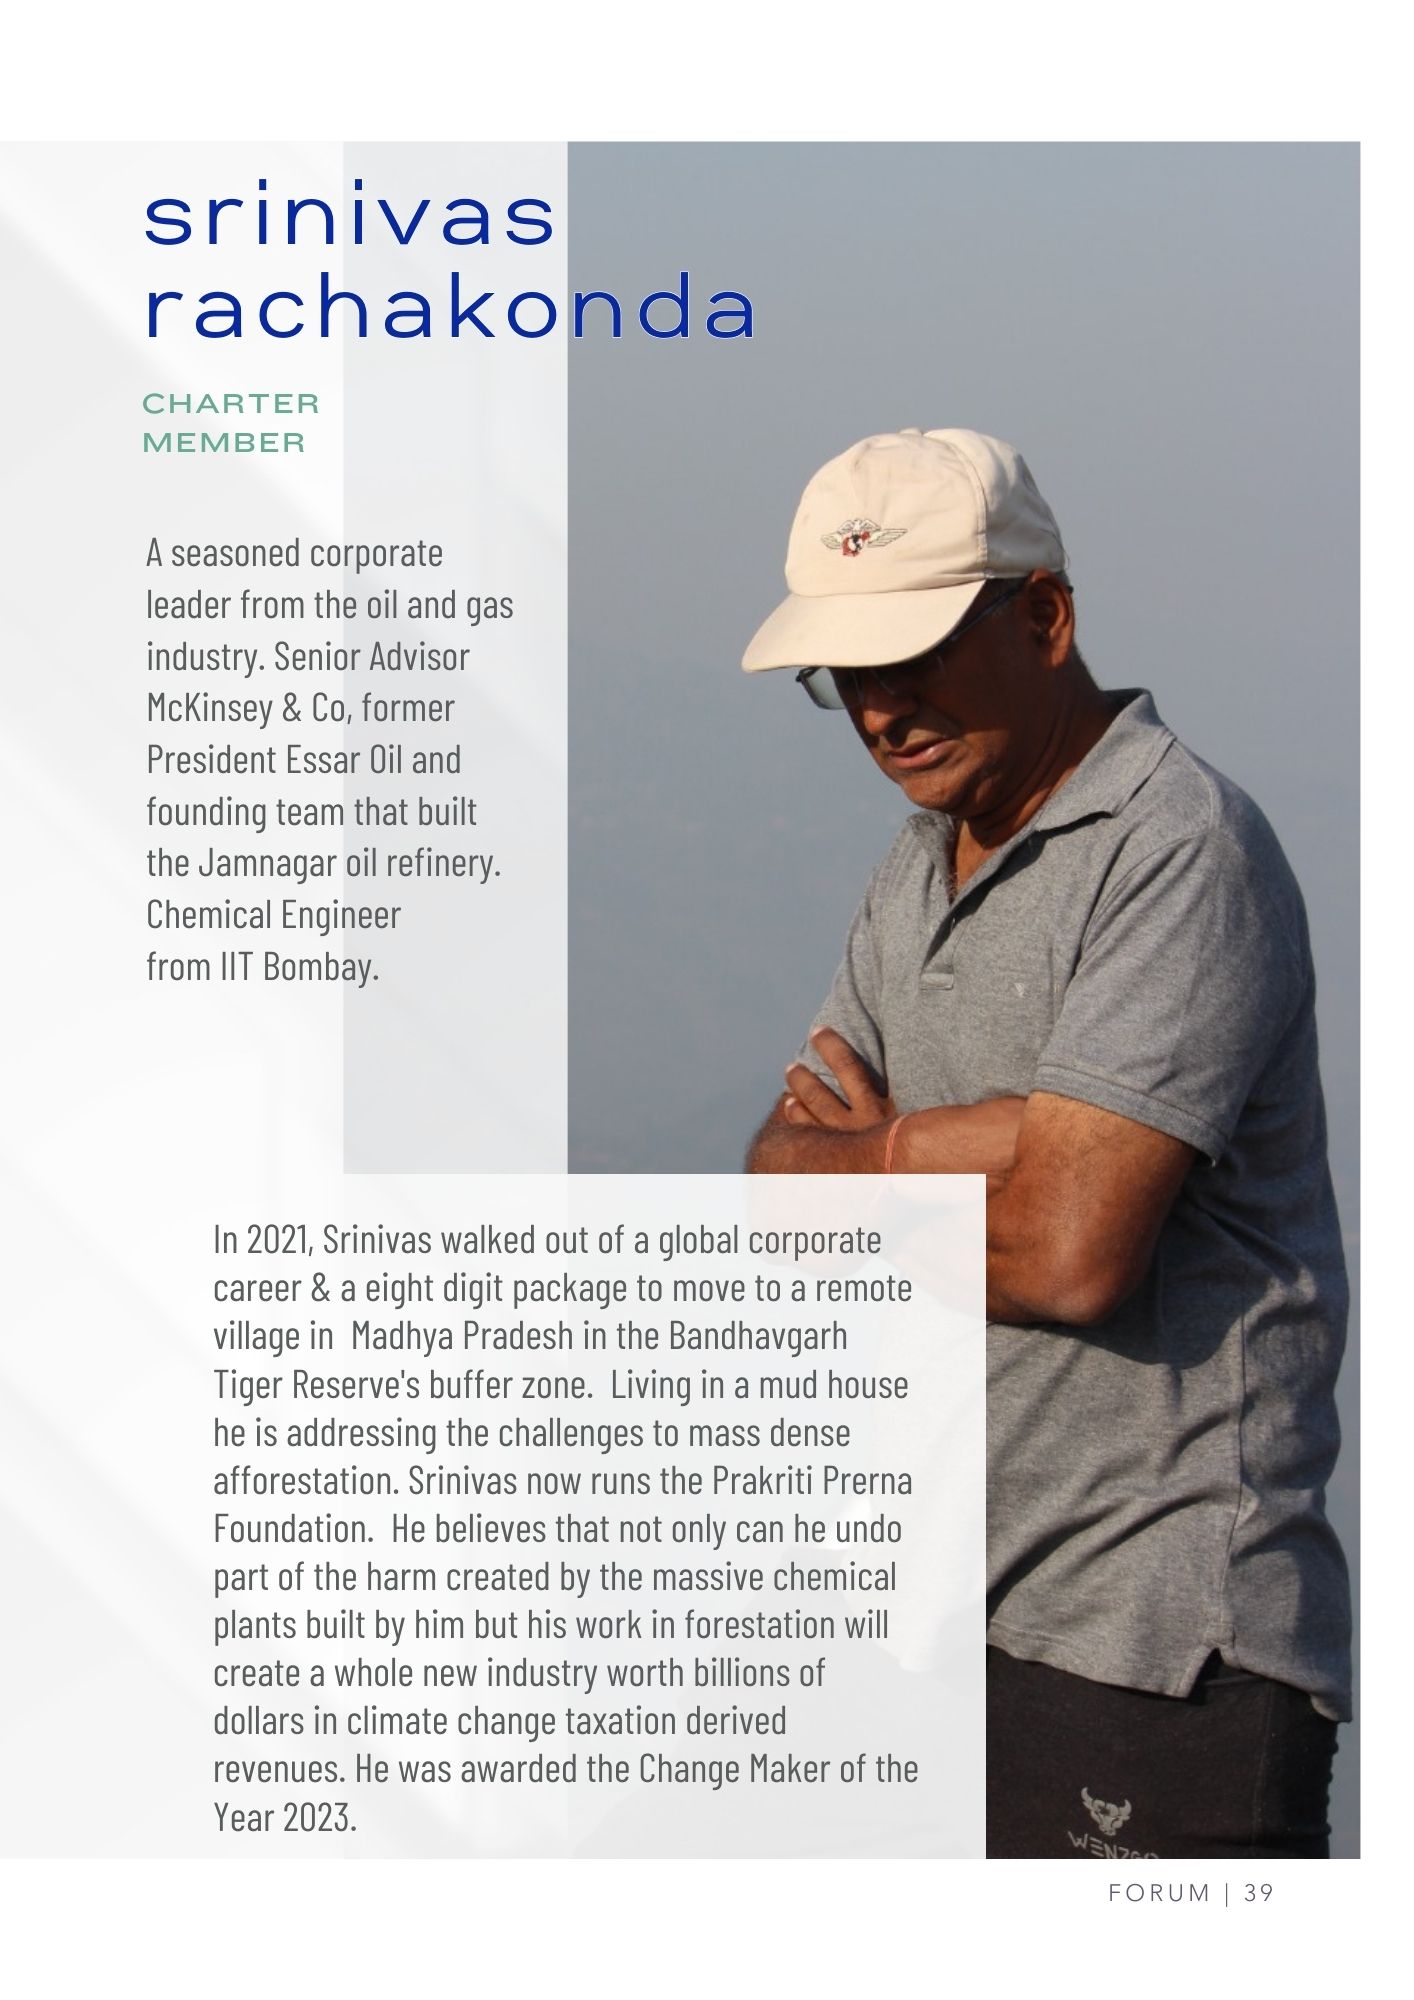 srinivas
rachakonda
CHARTER
MEMBER
A seasoned corporate
leader from the oil and gas
industry. Senior Advisor
McKinsey & Co, former
President Essar Oil and
founding team that built
the Jamnagar oil refinery.
Chemical Engineer
from IIT Bombay.
In 2021, Srinivas walked out of a global corporate
career & a eight digit package to move to a remote
village in  Madhya Pradesh in the Bandhavgarh
Tiger Reserve's buffer zone.  Living in a mud house
he is addressing the challenges to mass dense
afforestation. Srinivas now runs the Prakriti Prerna
Foundation.  He believes that not only can he undo
part of the harm created by the massive chemical
plants built by him but his work in forestation will
create a whole new industry worth billions of
dollars in climate change taxation derived
revenues. He was awarded the Change Maker of the
Year 2023.
FORUM | 39